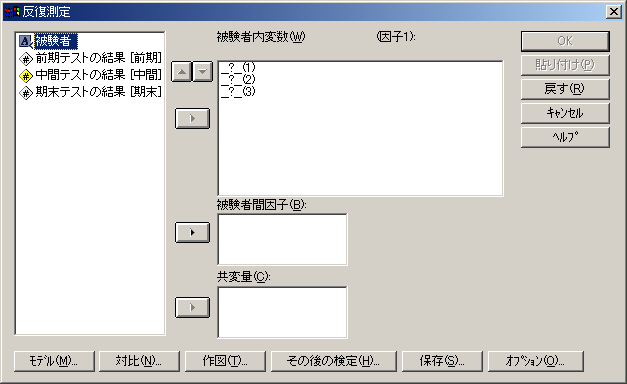 反復測定
被験者
前期テストの結果 [前期]
中間テストの結果 [中間]
期末テストの結果 [期末]
被験者内変数(W)
(因子1):
_?_(1)
_?_(2)
_?_(3)
被験者間因子(B):
共変量(C):
OK
貼り付け(P)
戻す(R)
ｷｬﾝｾﾙ
ﾍﾙﾌﾟ
ﾓﾃﾞﾙ(M)...
対比(N)...
作図(T)...
その後の検定(H)...
保存(S)...
ｵﾌﾟｼｮﾝ(O)...